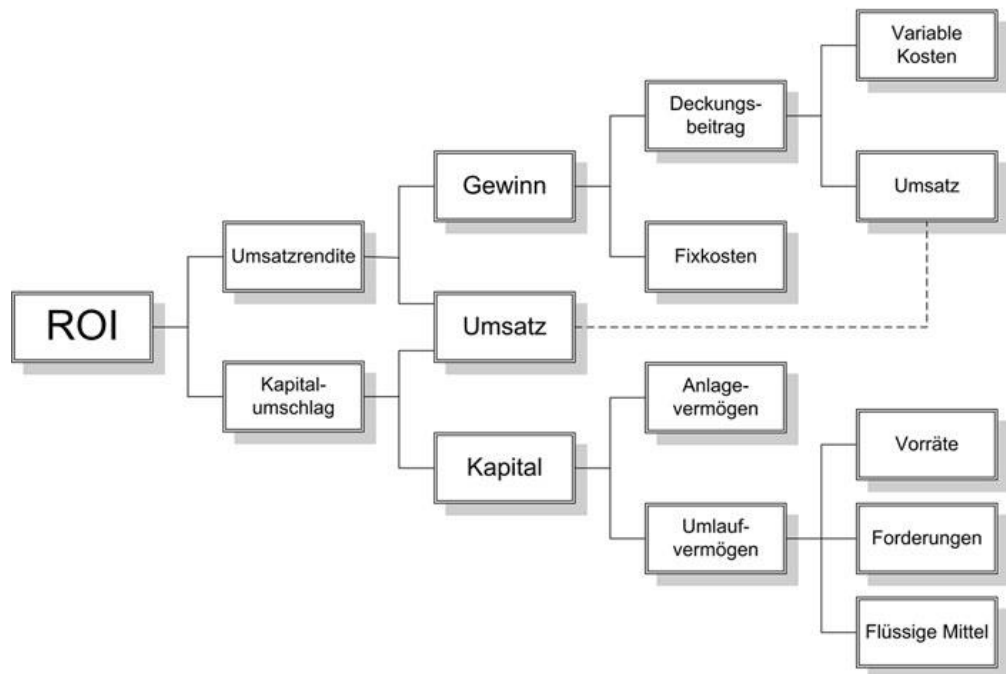 Variable
Kosten
Deckungs-
beitrag
Gewinn
Umsatz
Umsatzrendite
Fixkosten
ROI
Umsatz
Kapital-
umschlag
Anlage-
vermögen
Kapital
Vorräte
Umlauf-
vermögen
Forderungen
Flüssige Mittel